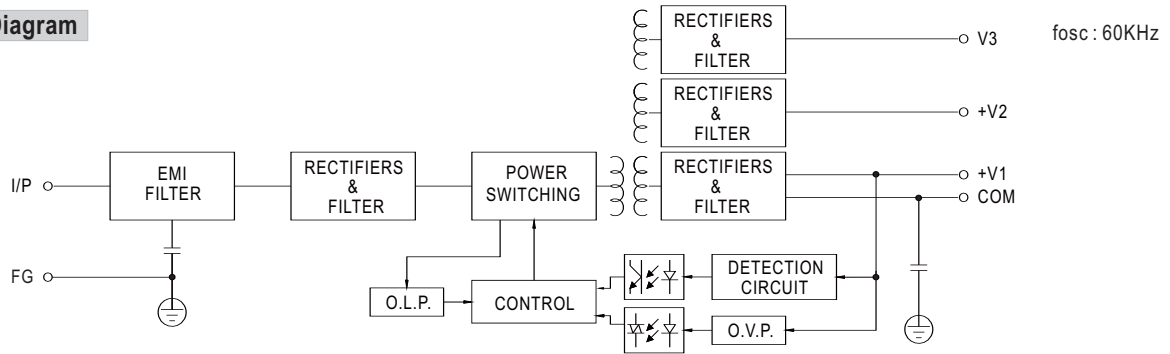 Diagram
RECTIFIERS
&
FILTER
V3
fosc : 60KHz
RECTIFIERS
&
FILTER
+V2
I/P
EMI
FILTER
RECTIFIERS
&
FILTER
POWER
SWITCHING
RECTIFIERS
&
FILTER
+V1
COM
FG
O.L.P.
CONTROL
DETECTION
CIRCUIT
O.V.P.